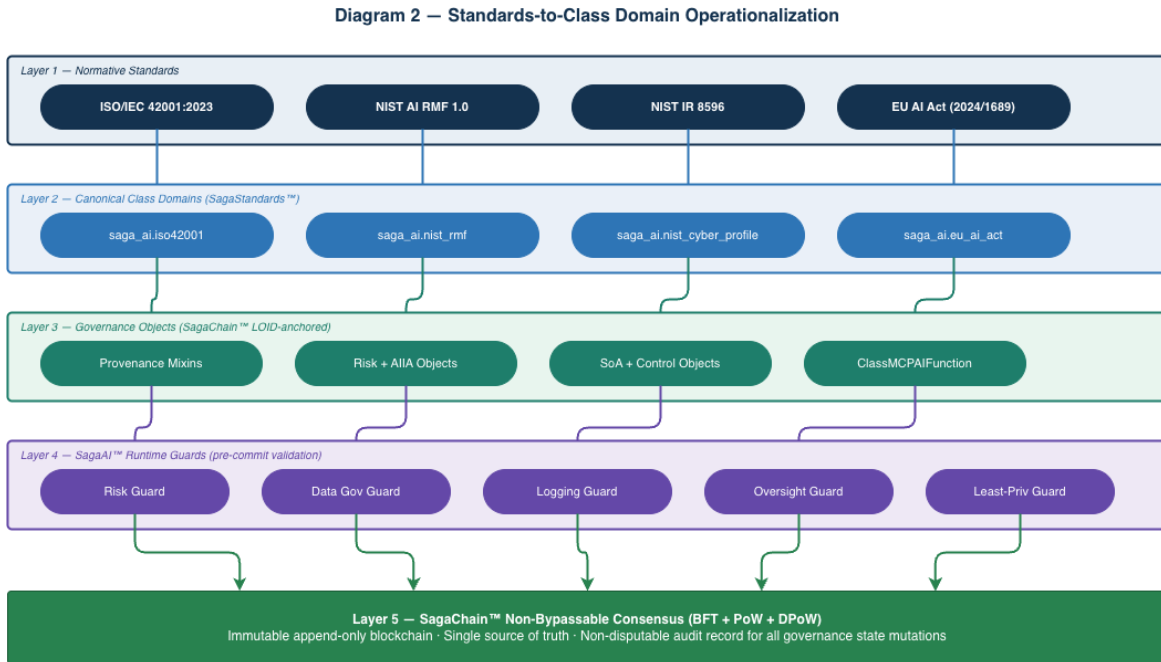 Diagram 2 — Standards-to-Class Domain Operationalization
Layer 1 — Normative Standards
ISO/IEC 42001:2023
NIST AI RMF 1.0
NIST IR 8596
EU AI Act (2024/1689)
Layer 2 — Canonical Class Domains (SagaStandards™)
saga_ai.iso42001
saga_ai.nist_rmf
saga_ai.nist_cyber_profile
saga_ai.eu_ai_act
Layer 3 — Governance Objects (SagaChain™ LOID-anchored)
Provenance Mixins
Risk + AIIA Objects
SoA + Control Objects
ClassMCPAIFunction
Layer 4 — SagaAI™ Runtime Guards (pre-commit validation)
Risk Guard
Data Gov Guard
Logging Guard
Oversight Guard
Least-Priv Guard
Layer 5 — SagaChain™ Non-Bypassable Consensus (BFT + PoW + DPoW)
Immutable append-only blockchain · Single source of truth · Non-disputable audit record for all governance state mutations